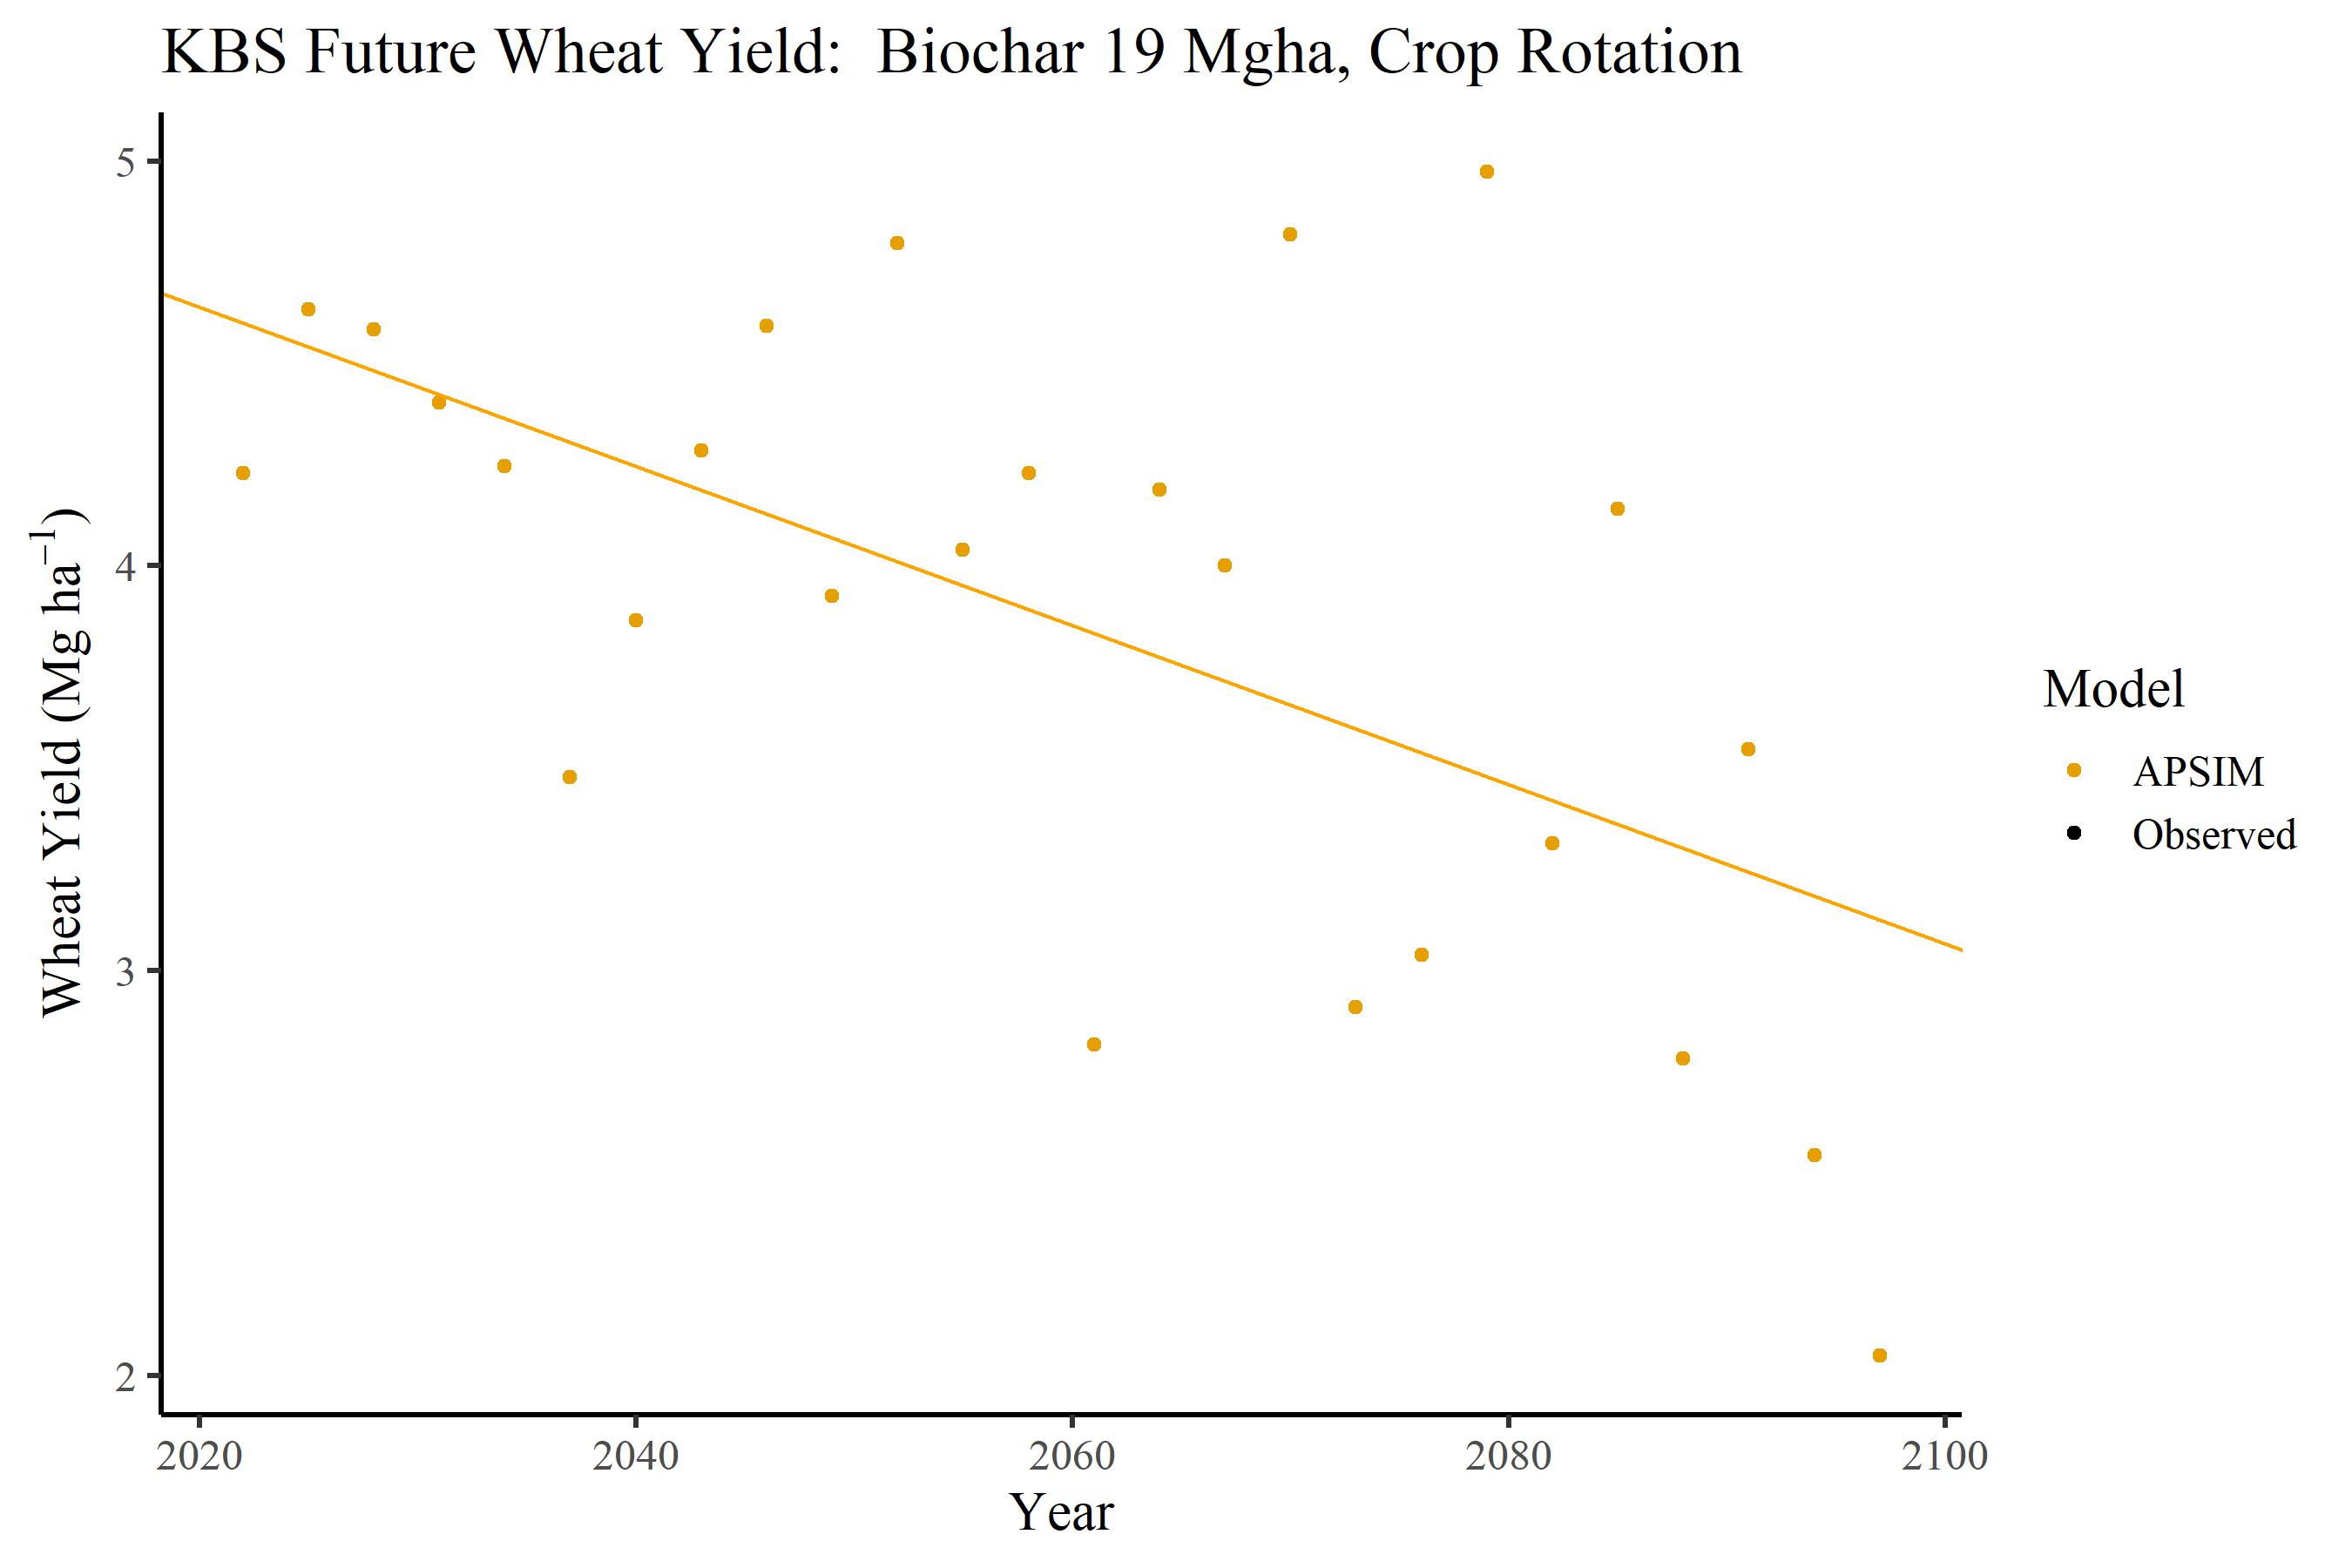 KBS Future Wheat Yield:  Biochar 19 Mgha, Crop Rotation
Wheat Yield (Mg ha⁻¹)
5
4
3
2
2020 2040 2060 2080 2100
Year
Model
APSIM
Observed